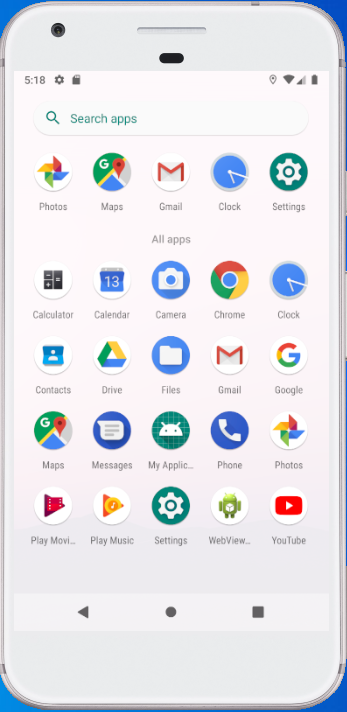 5:18
Search apps
Photos Maps Gmail Clock Settings
All apps
Calculator Calendar Camera Chrome Clock
13
Contacts Drive Files Gmail Google
Maps Messages My Applic… Phone Photos
Play Movi… Play Music Settings WebView… YouTube